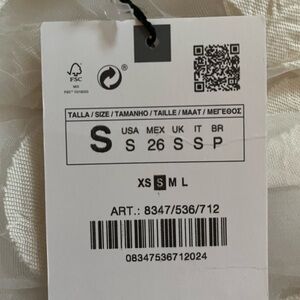 FSC
MIX
TALLA / SIZE / TAMANHO / TAILLE / MAAT / ΜΕΓΕΘΟΣ
S
USA MEX UK IT BR
S 26 S S P
XS S M L
ART.: 8347/536/712
08347536712024